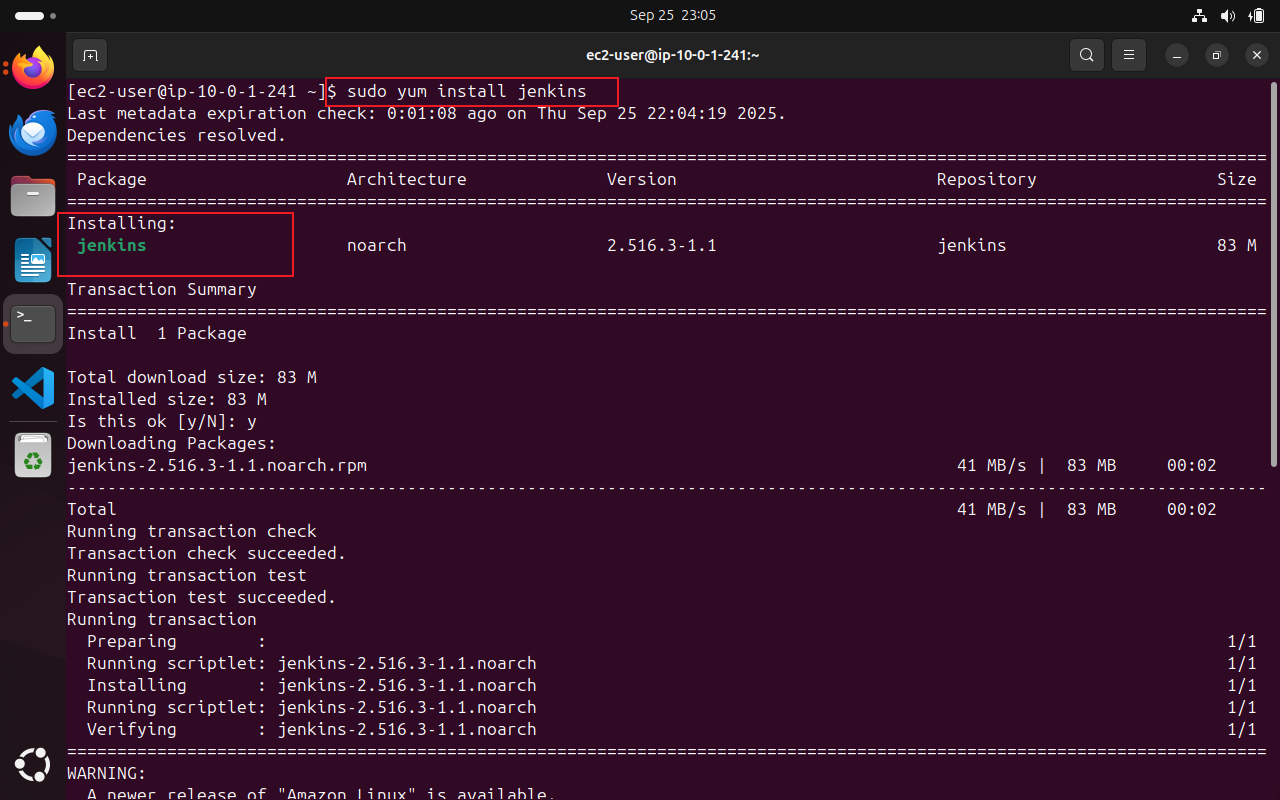 Sep 25 23:05
ec2-user@ip-10-0-1-241:~
[ec2-user@ip-10-0-1-241 ~]$ sudo yum install jenkins
Last metadata expiration check: 0:01:08 ago on Thu Sep 25 22:04:19 2025.
Dependencies resolved.
========================================================================================================================
Package Architecture Version Repository Size
========================================================================================================================
Installing:
jenkins noarch 2.516.3-1.1 jenkins 83 M
Transaction Summary
========================================================================================================================
Install 1 Package
Total download size: 83 M
Installed size: 83 M
Is this ok [y/N]: y
Downloading Packages:
jenkins-2.516.3-1.1.noarch.rpm 41 MB/s | 83 MB 00:02
------------------------------------------------------------------------------------------------------------------------
Total 41 MB/s | 83 MB 00:02
Running transaction check
Transaction check succeeded.
Running transaction test
Transaction test succeeded.
Running transaction
Preparing : 1/1
Running scriptlet: jenkins-2.516.3-1.1.noarch 1/1
Installing : jenkins-2.516.3-1.1.noarch 1/1
Running scriptlet: jenkins-2.516.3-1.1.noarch 1/1
Verifying : jenkins-2.516.3-1.1.noarch 1/1
========================================================================================================================
WARNING:
A newer release of "Amazon Linux" is available.